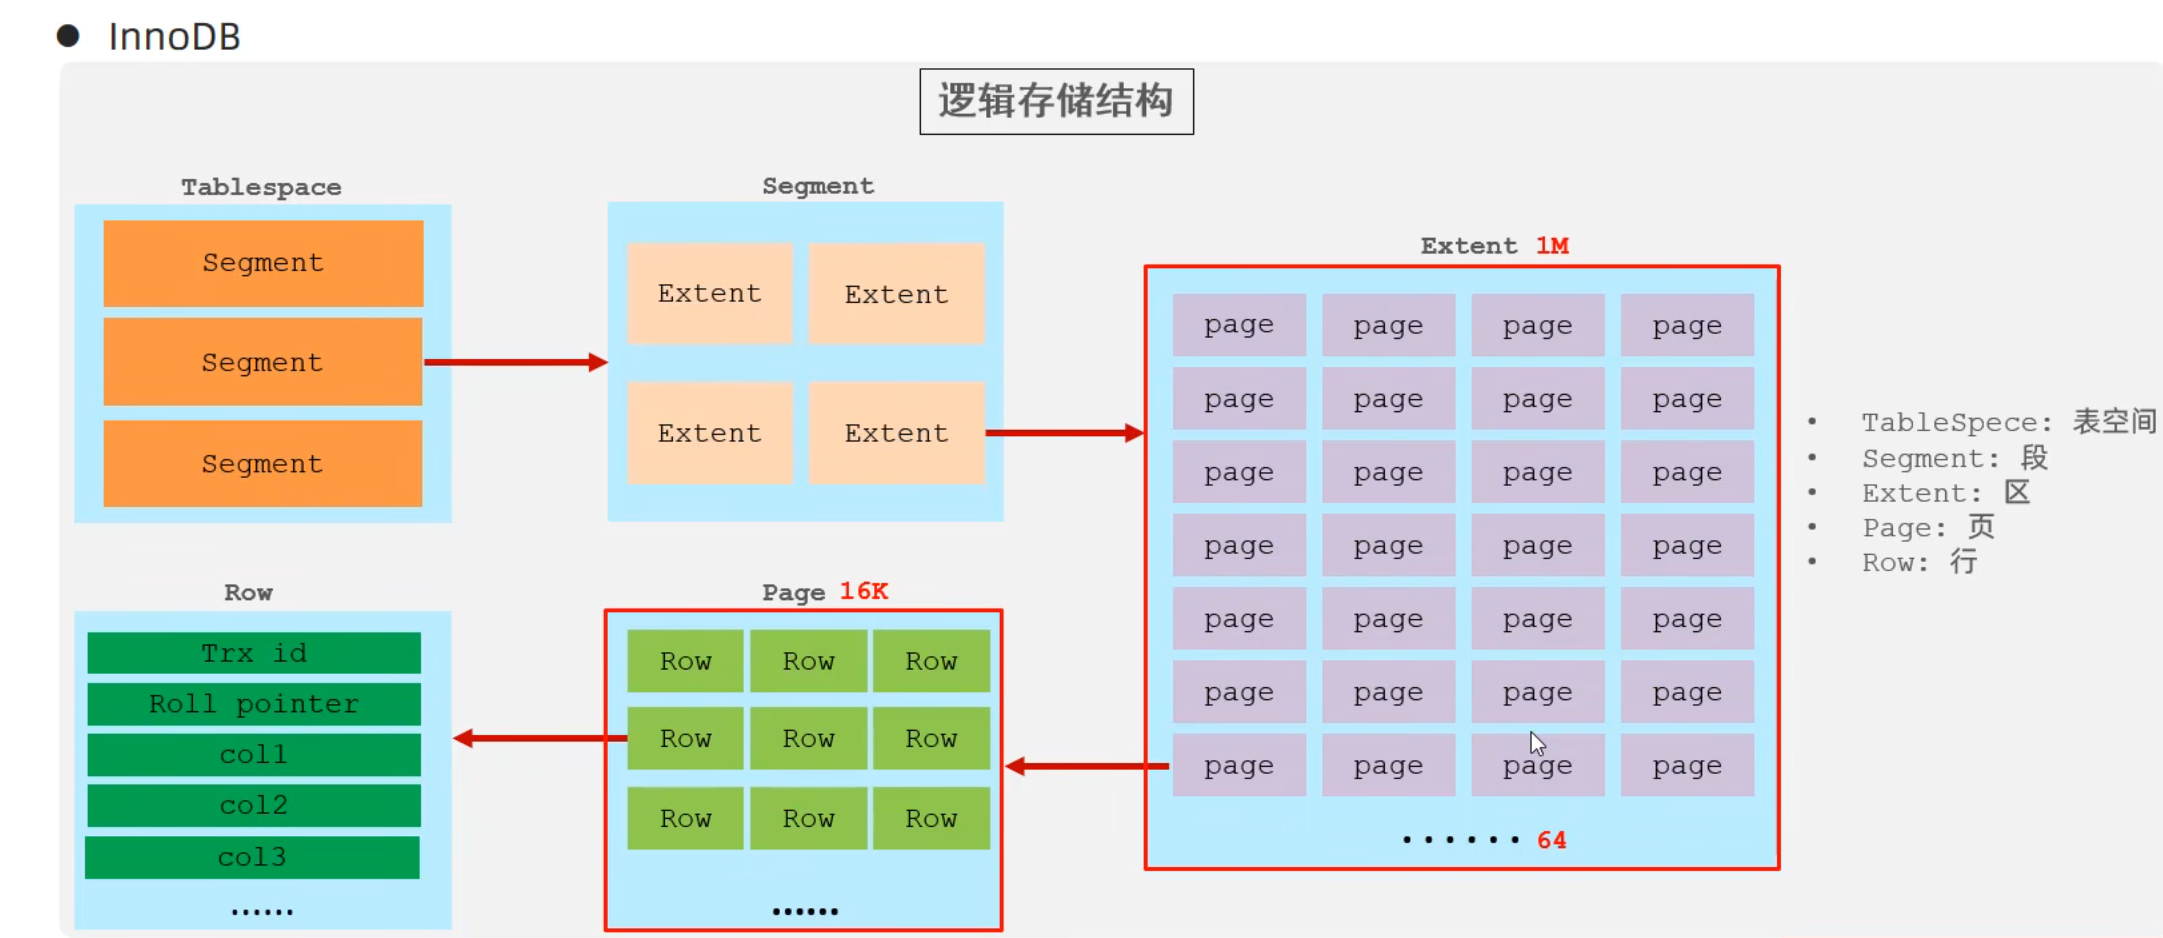 InnoDB
逻辑存储结构
Tablespace
Segment
Segment
Segment
Segment
Extent Extent
Extent Extent
Extent 1M
page page page page
page page page page
page page page page
page page page page
page page page page
page page page page
page page page page
······ 64
• TableSpece: 表空间
• Segment: 段
• Extent: 区
• Page: 页
• Row: 行
Page 16K
Row Row Row
Row Row Row
Row Row Row
······
Row
Trx id
Roll pointer
col1
col2
col3
······